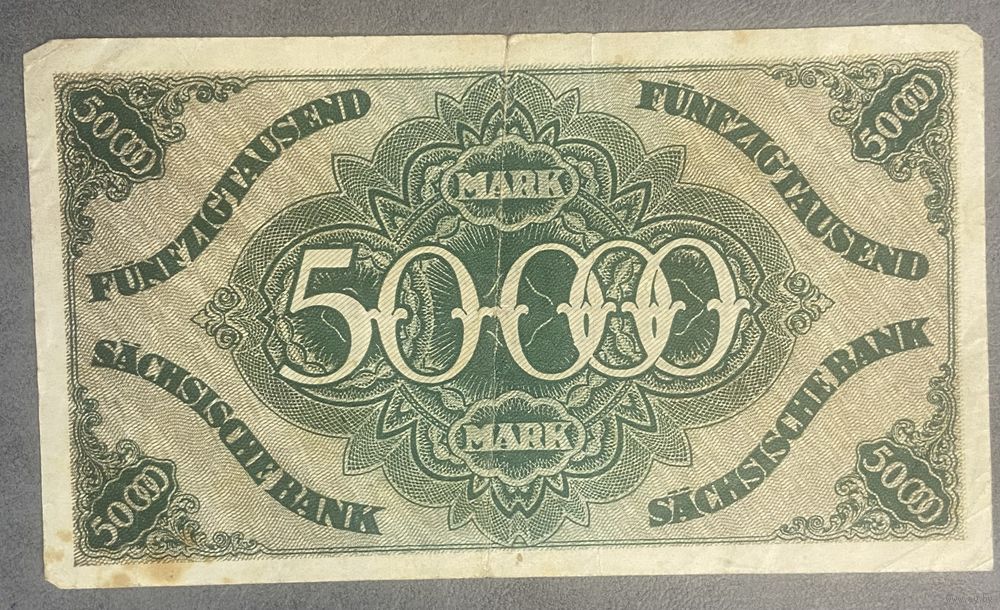 50000
50000
FÜNFZIGTAUSEND
FÜNFZIGTAUSEND
MARK
50000
MARK
SÄCHSISCHE BANK
SÄCHSISCHE BANK
50000
50000